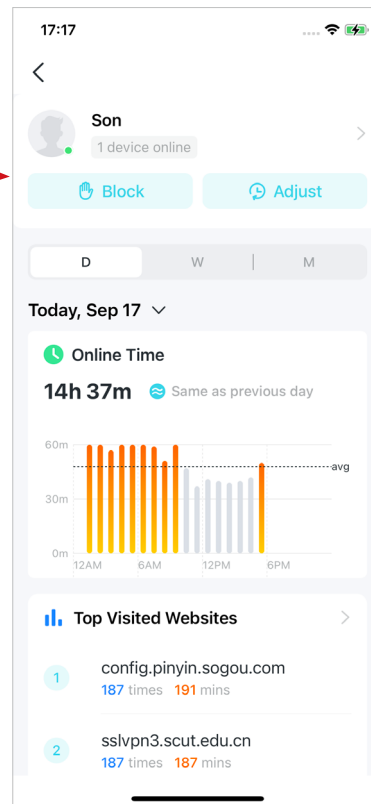 17:17
Son
1 device online
Block
Adjust
D
W
M
Today, Sep 17
Online Time
14h 37m
Same as previous day
60m
avg
30m
0m
12AM 6AM 12PM 6PM
Top Visited Websites
1
config.pinyin.sogou.com
187 times 191 mins
2
sslvpn3.scut.edu.cn
187 times 187 mins